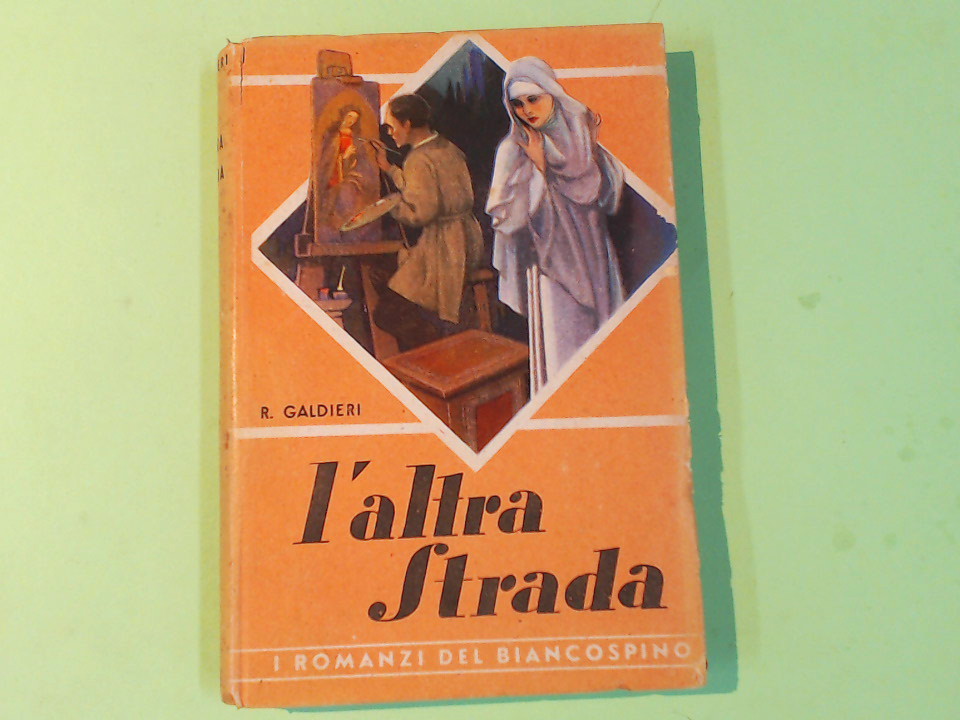 R. GALDIERI
l'altra
Strada
I ROMANZI DEL BIANCOSPINO